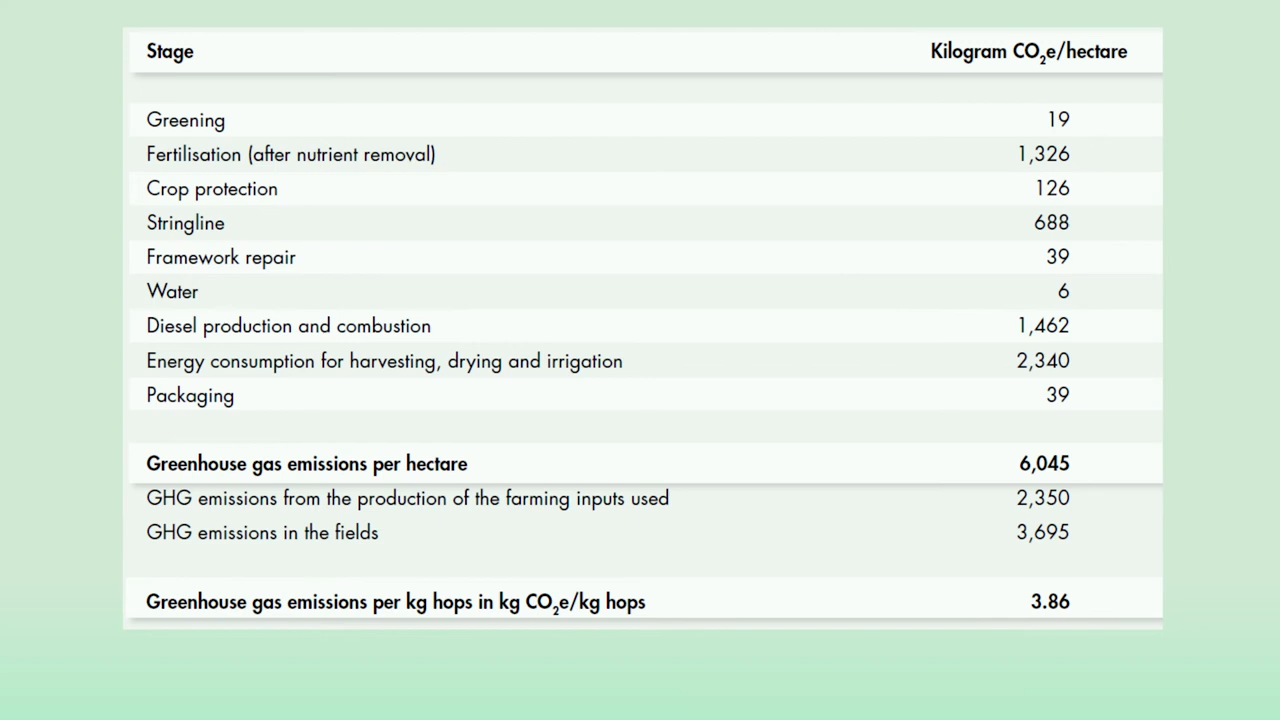 Stage Kilogram CO₂e/hectare
Greening 19
Fertilisation (after nutrient removal) 1,326
Crop protection 126
Stringline 688
Framework repair 39
Water 6
Diesel production and combustion 1,462
Energy consumption for harvesting, drying and irrigation 2,340
Packaging 39
Greenhouse gas emissions per hectare 6,045
GHG emissions from the production of the farming inputs used 2,350
GHG emissions in the fields 3,695
Greenhouse gas emissions per kg hops in kg CO₂e/kg hops 3.86